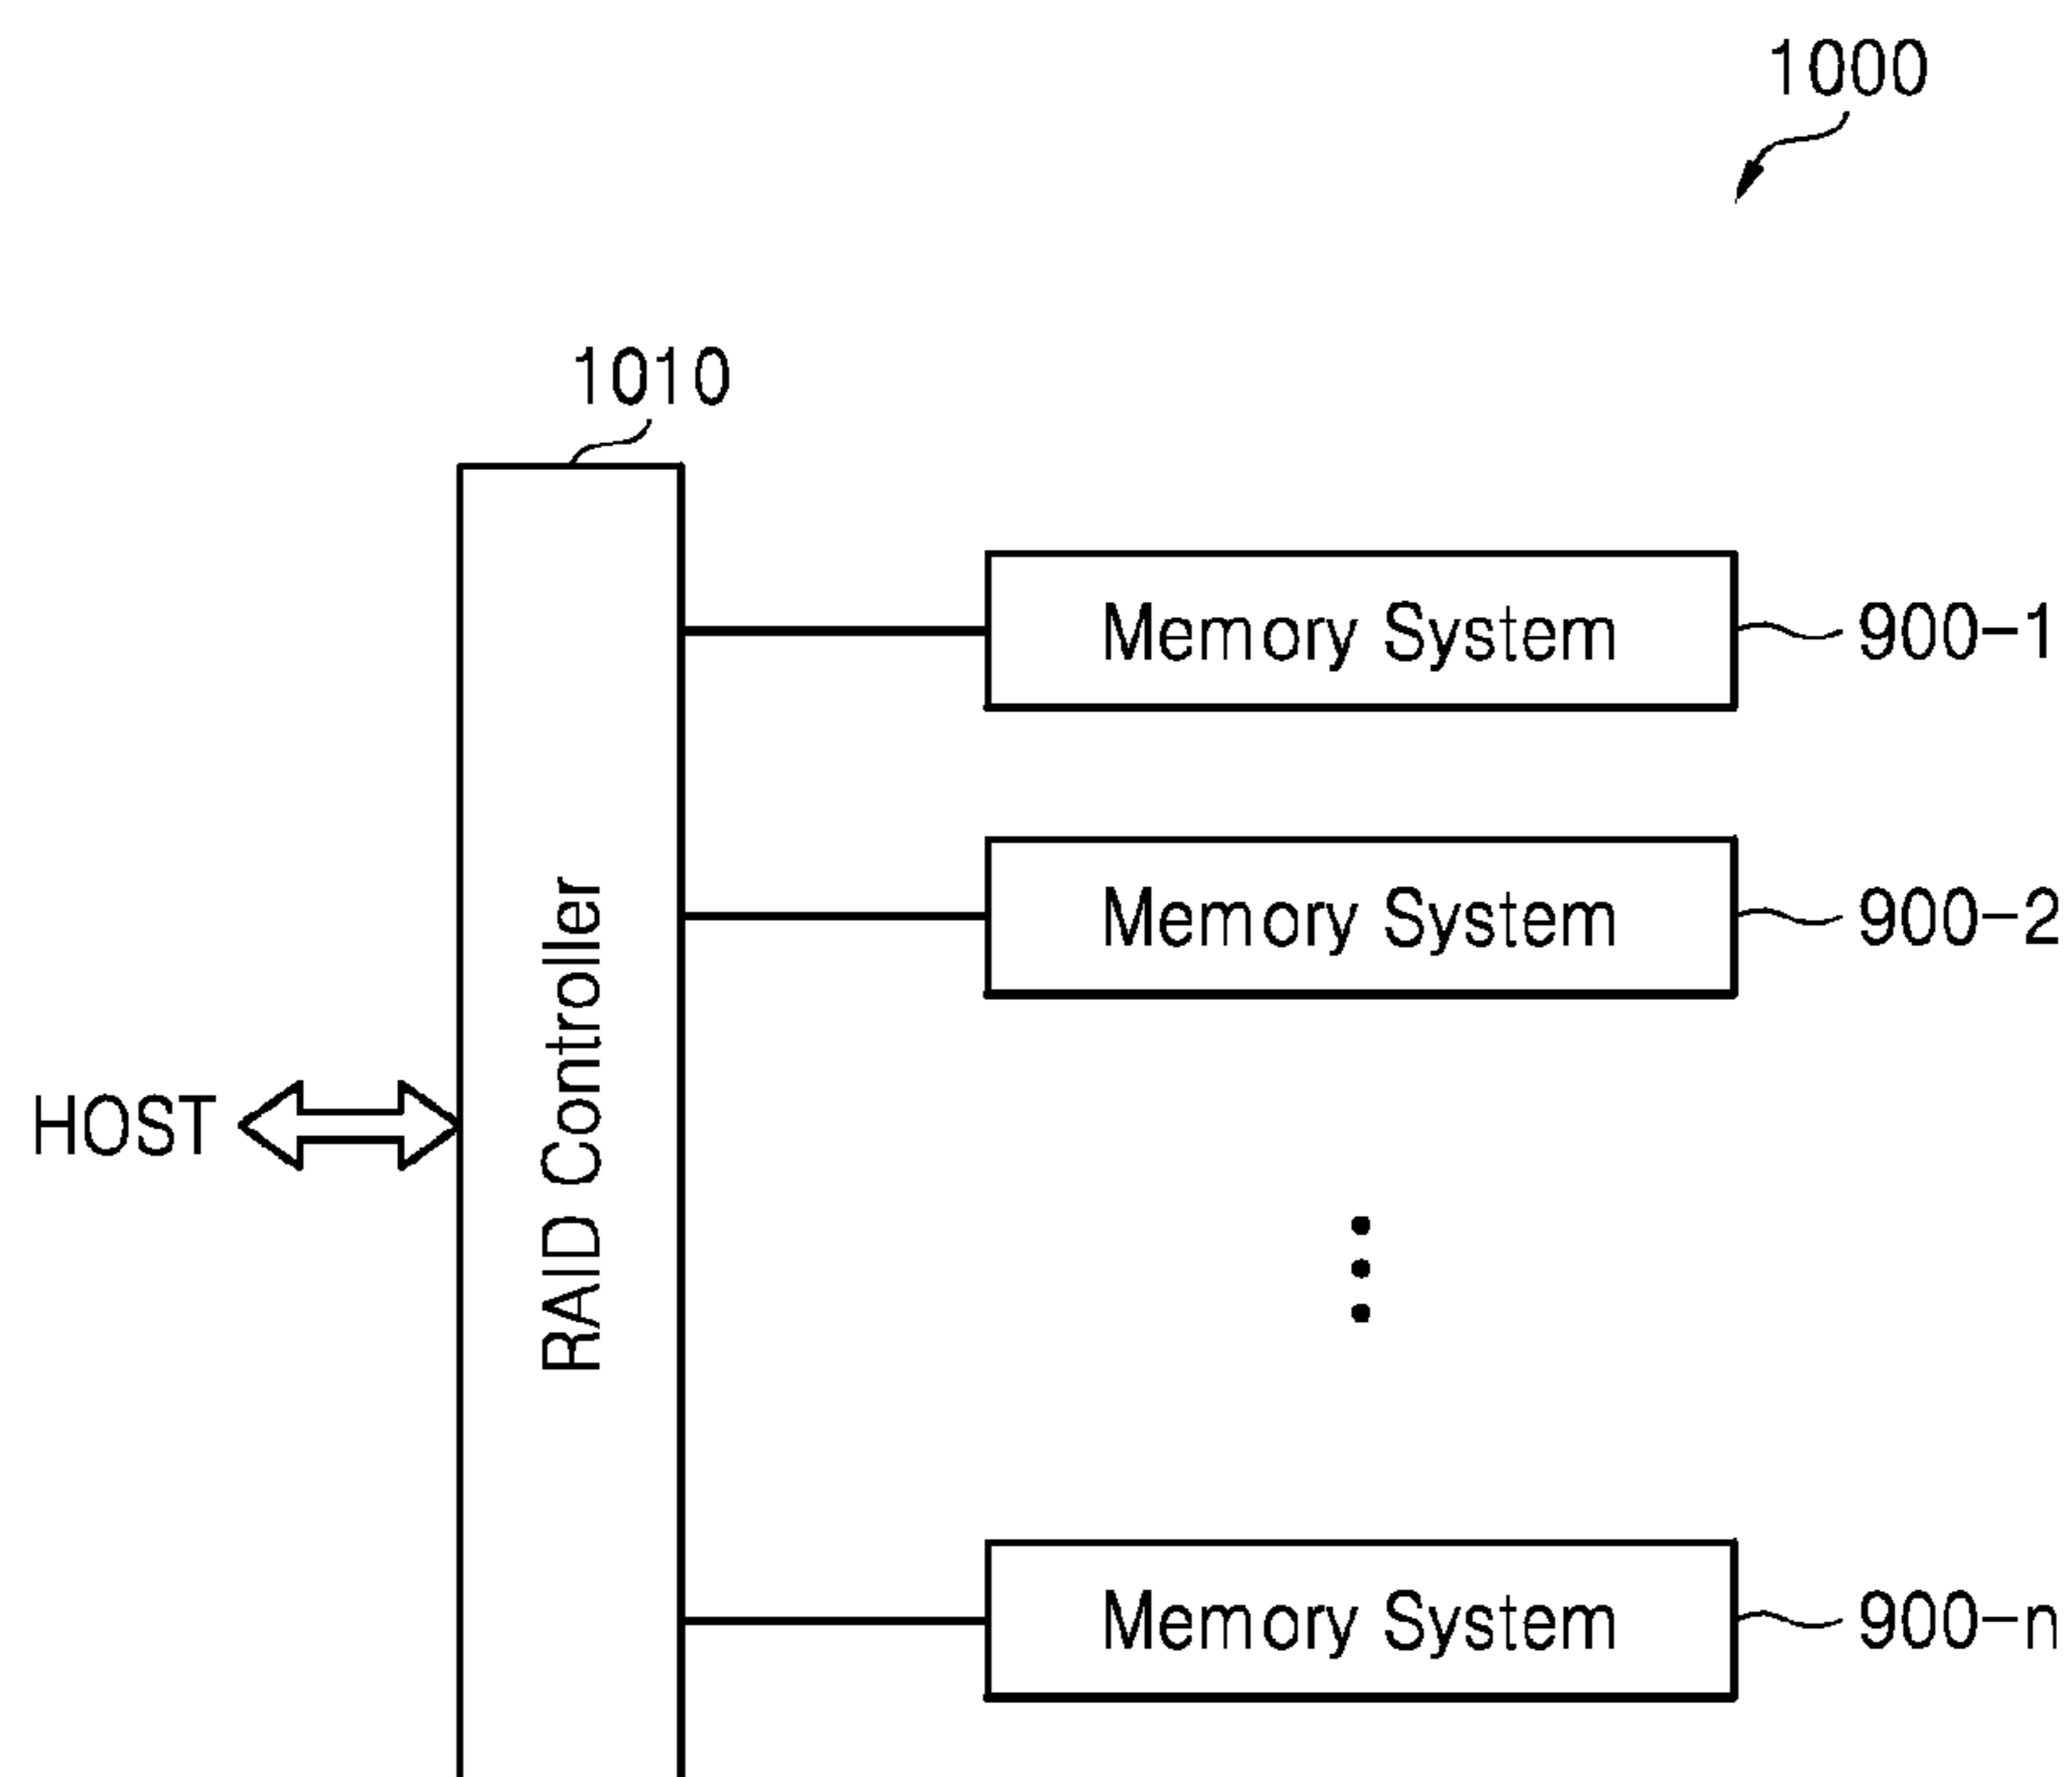 1000
1010
Memory System
900-1
Memory System
900-2
RAID Controller
HOST
Memory System
900-n